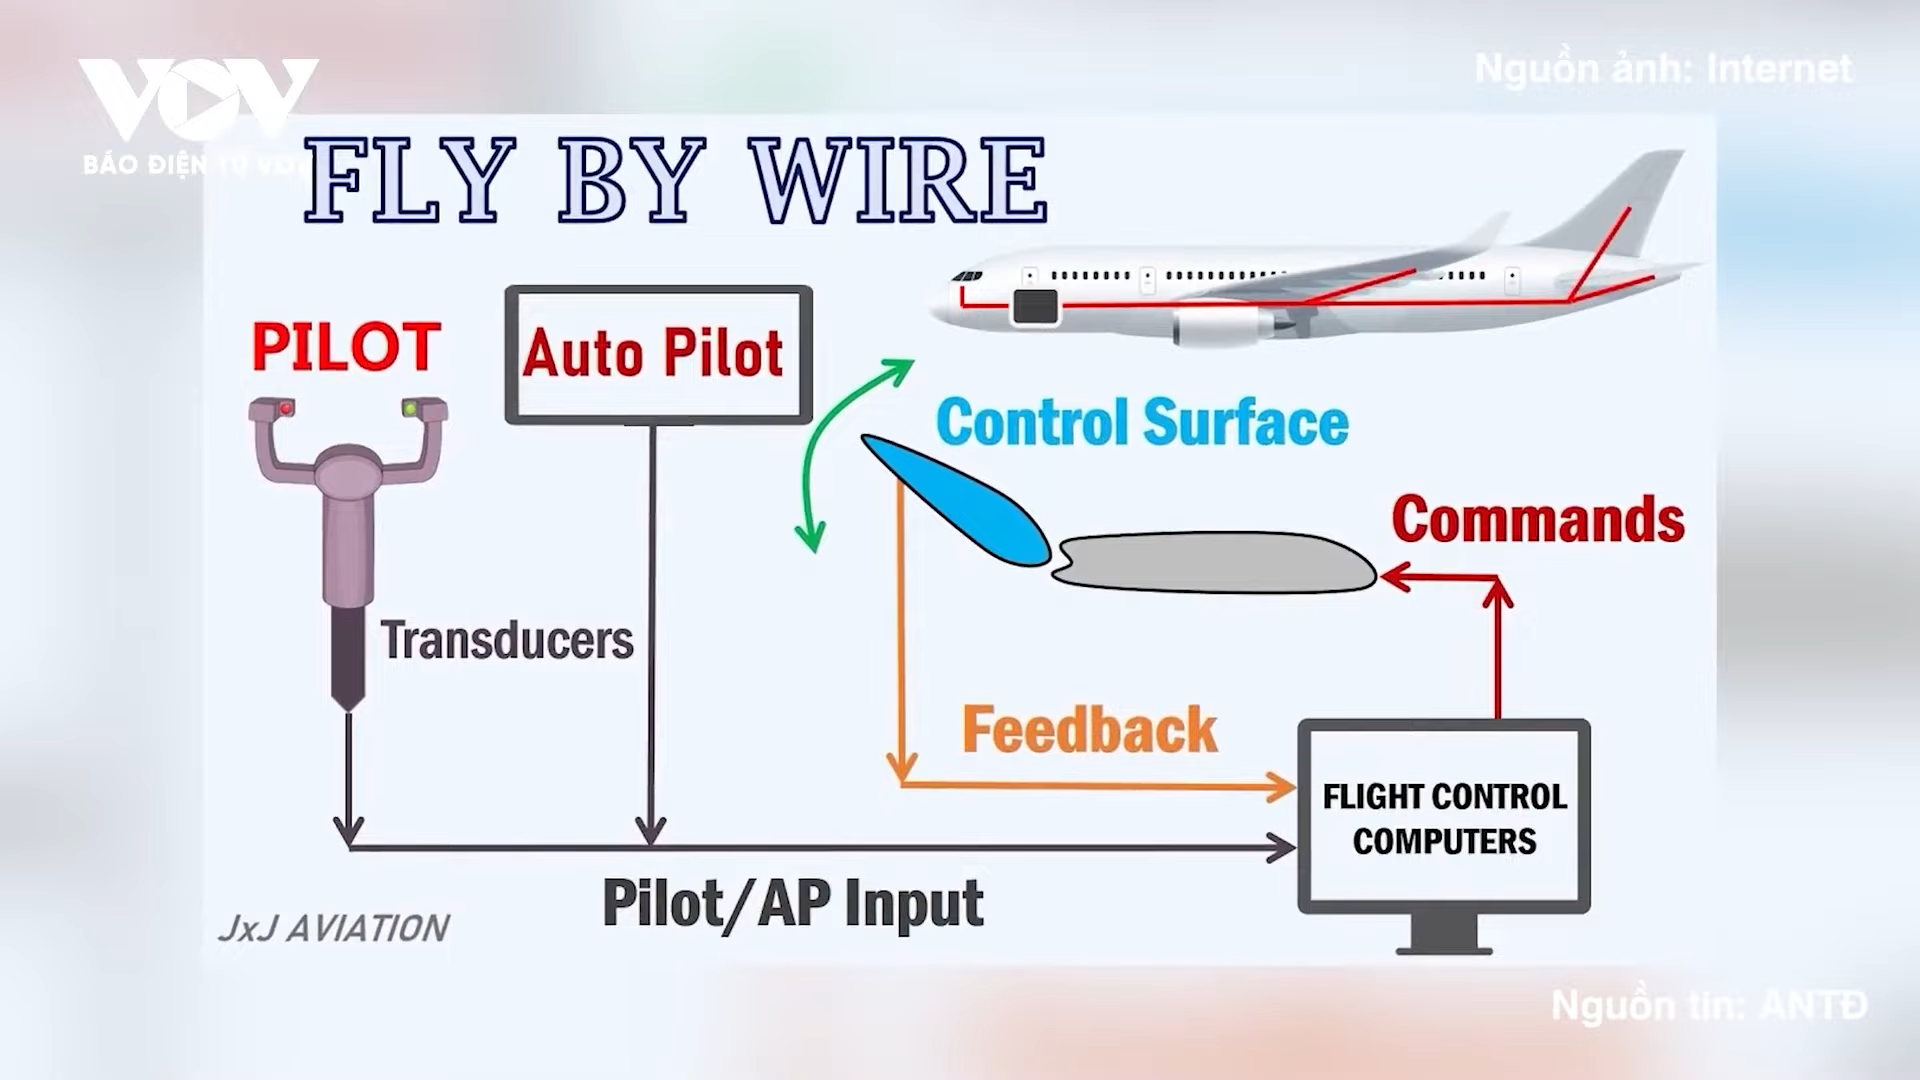 VOV
BÁO ĐIỆN TỬ VOV
Nguồn ảnh: Internet
FLY BY WIRE
PILOT
Auto Pilot
Control Surface
Commands
Transducers
Feedback
FLIGHT CONTROL
COMPUTERS
Pilot/AP Input
JxJ AVIATION
Nguồn tin: ANTĐ